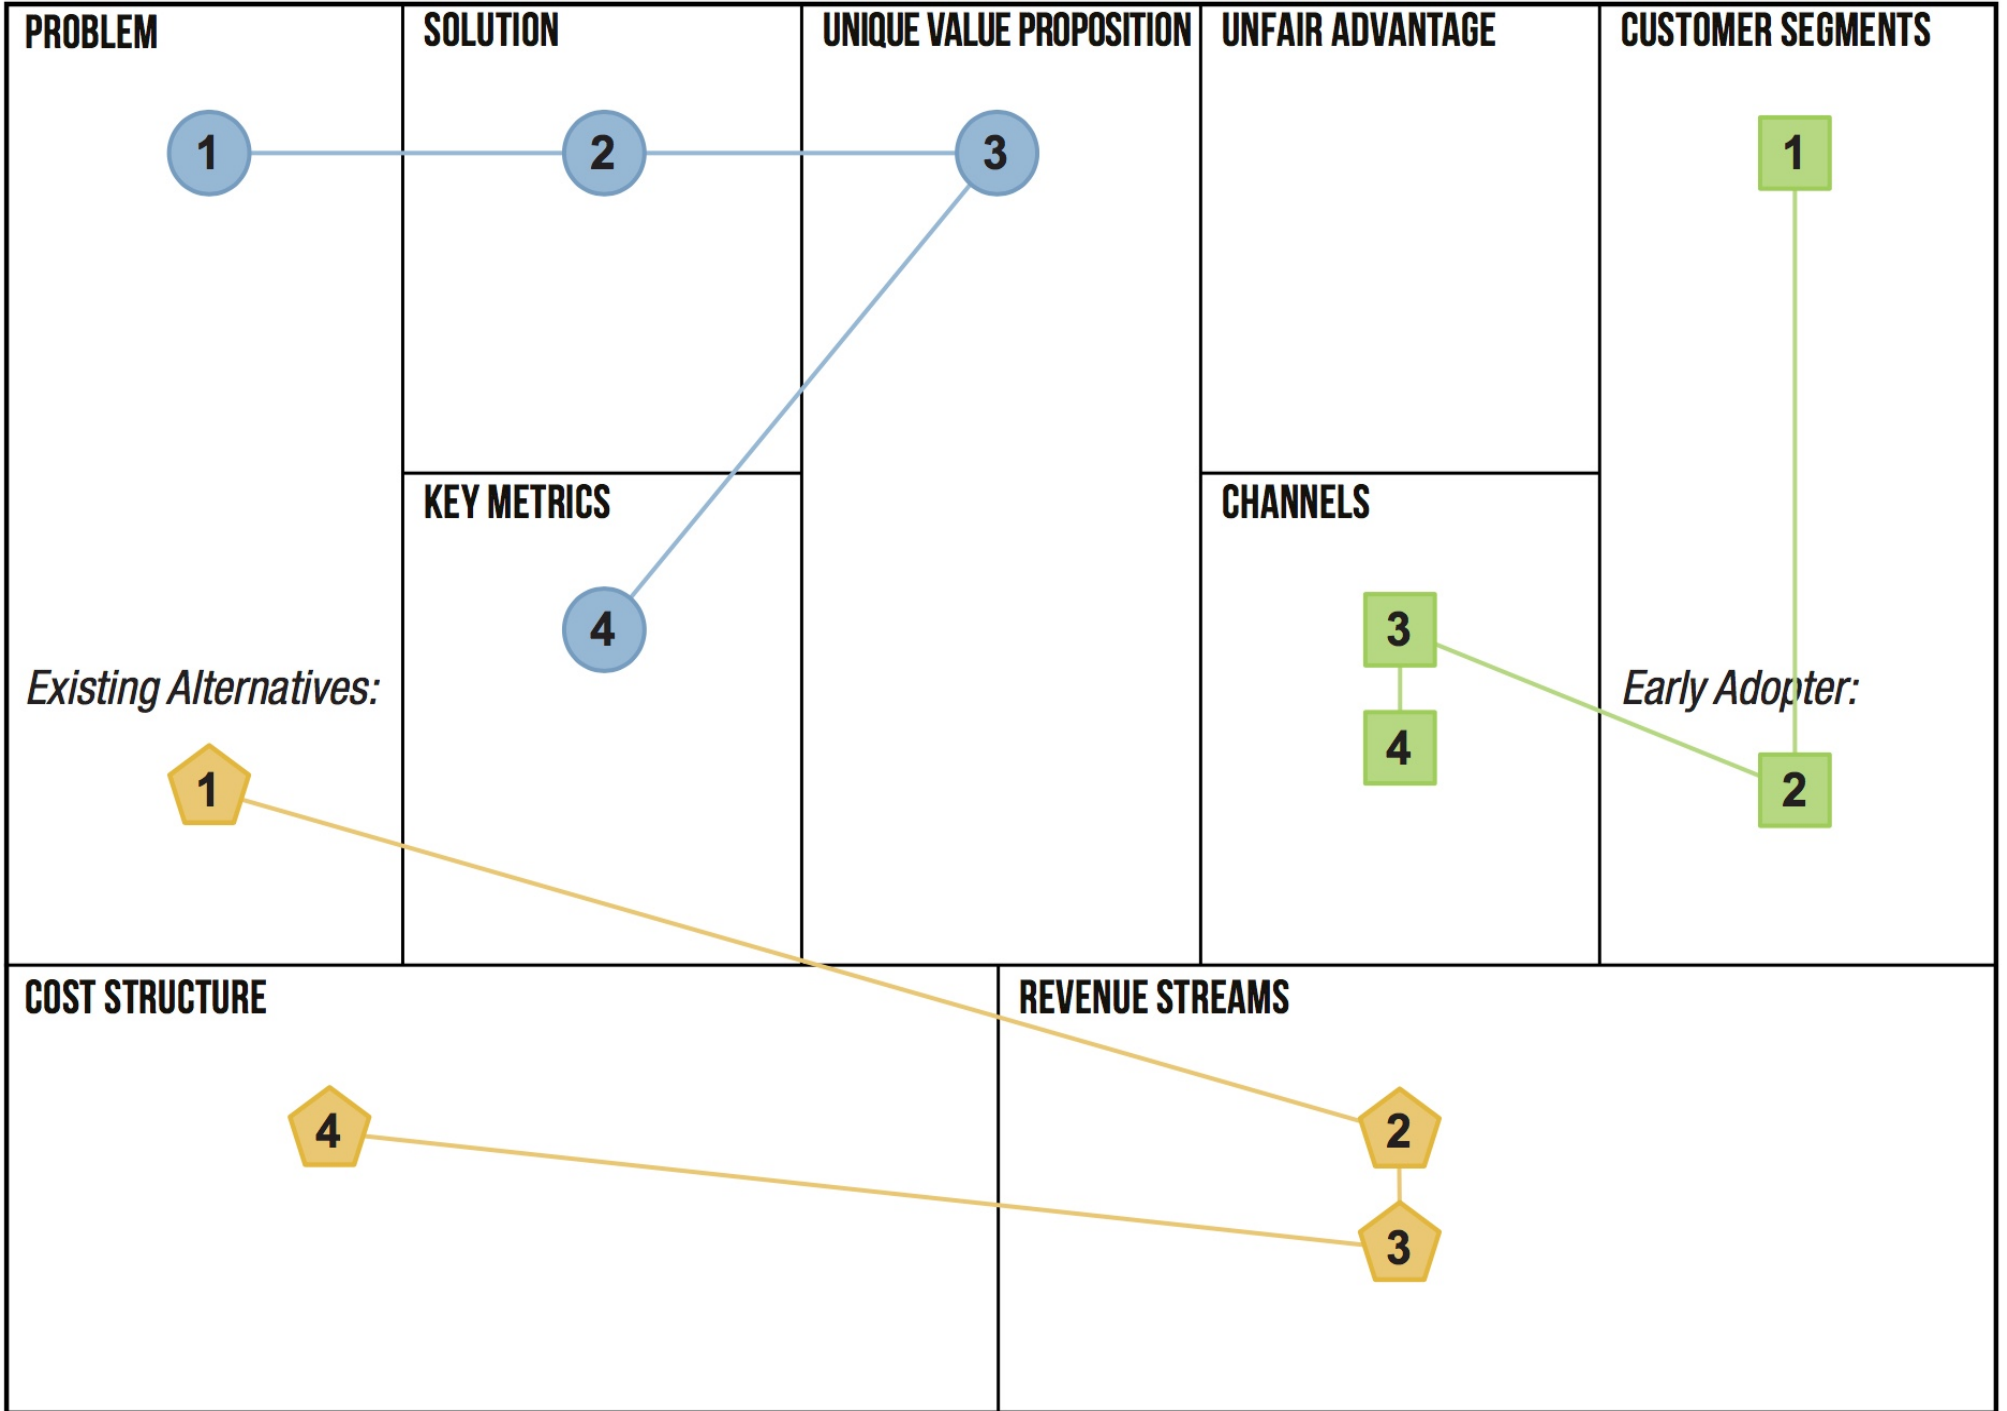 PROBLEM
1
Existing Alternatives:
1
SOLUTION
2
KEY METRICS
4
UNIQUE VALUE PROPOSITION
3
UNFAIR ADVANTAGE
CHANNELS
3
4
CUSTOMER SEGMENTS
1
Early Adopter:
2
COST STRUCTURE
4
REVENUE STREAMS
2
3